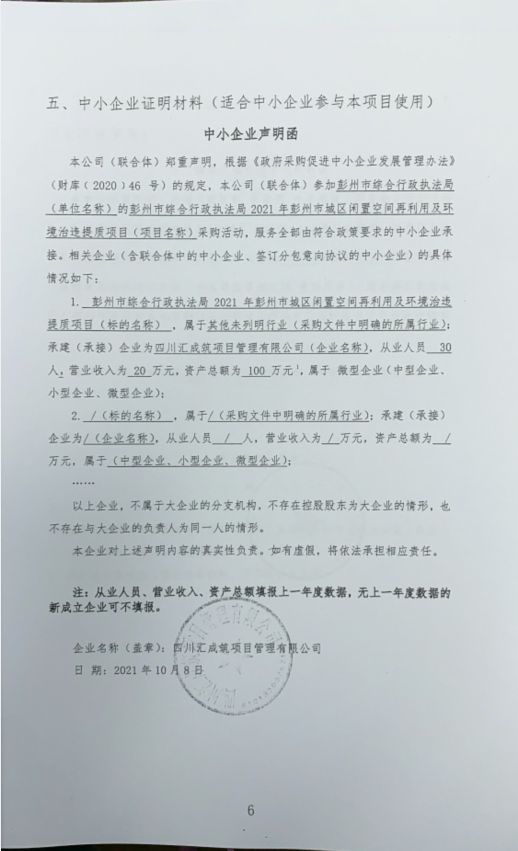 五、中小企业证明材料（适合中小企业参与本项目使用）
中小企业声明函
本公司（联合体）郑重声明，根据《政府采购促进中小企业发展管理办法》
（财库﹝2020﹞46 号）的规定，本公司（联合体）参加彭州市综合行政执法局
（单位名称）的彭州市综合行政执法局2021年彭州市城区闲置空间再利用及环
境治违提质项目（项目名称）采购活动，服务全部由符合政策要求的中小企业承
接。相关企业（含联合体中的中小企业、签订分包意向协议的中小企业）的具体
情况如下：
1. 彭州市综合行政执法局 2021 年彭州市城区闲置空间再利用及环境治违
提质项目（标的名称），属于其他未列明行业（采购文件中明确的所属行业）；
承建（承接）企业为四川汇成筑项目管理有限公司（企业名称），从业人员 30
人，营业收入为 20 万元，资产总额为 100 万元¹，属于 微型企业（中型企业、
小型企业、微型企业）；
2. /（标的名称），属于/（采购文件中明确的所属行业）；承建（承接）
企业为/（企业名称），从业人员 / 人，营业收入为 / 万元，资产总额为 /
万元，属于（中型企业、小型企业、微型企业）；
……
以上企业，不属于大企业的分支机构，不存在控股股东为大企业的情形，也
不存在与大企业的负责人为同一人的情形。
本企业对上述声明内容的真实性负责。如有虚假，将依法承担相应责任。
注：从业人员、营业收入、资产总额填报上一年度数据，无上一年度数据的
新成立企业可不填报。
企业名称（盖章）：四川汇成筑项目管理有限公司
日 期：2021年10月8日
6